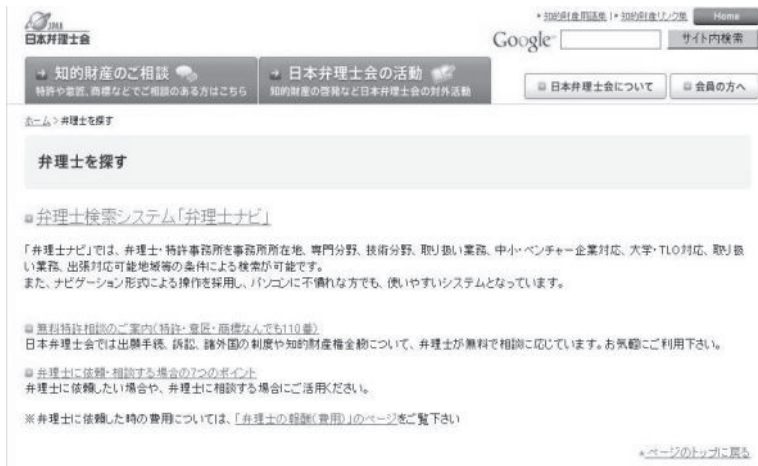 JPAA
日本弁理士会
知的財産用語集 | 知的財産リンク集 Home
Google サイト内検索
知的財産のご相談
特許や意匠、商標などでご相談のある方はこちら
日本弁理士会の活動
知的財産の啓発など日本弁理士会の対外活動
日本弁理士会について
会員の方へ
ホーム > 弁理士を探す
弁理士を探す
弁理士検索システム「弁理士ナビ」
「弁理士ナビ」では、弁理士・特許事務所を事務所所在地、専門分野、技術分野、取り扱い業務、中小・ベンチャー企業対応、大学・TLO対応、取り扱
い業務、出張対応可能地域等の条件による検索が可能です。
また、ナビゲーション形式による操作を採用し、パソコンに不慣れな方でも、使いやすいシステムとなっています。
無料特許相談のご案内(特許・意匠・商標なんでも110番)
日本弁理士会では出願手続、訴訟、諸外国の制度や知的財産権全般について、弁理士が無料で相談に応じています。お気軽にご利用下さい。
弁理士に依頼・相談する場合の7つのポイント
弁理士に依頼したい場合や、弁理士に相談する場合にご活用ください。
※弁理士に依頼した時の費用については、「弁理士の報酬(費用)」のページをご覧下さい
ページのトップに戻る